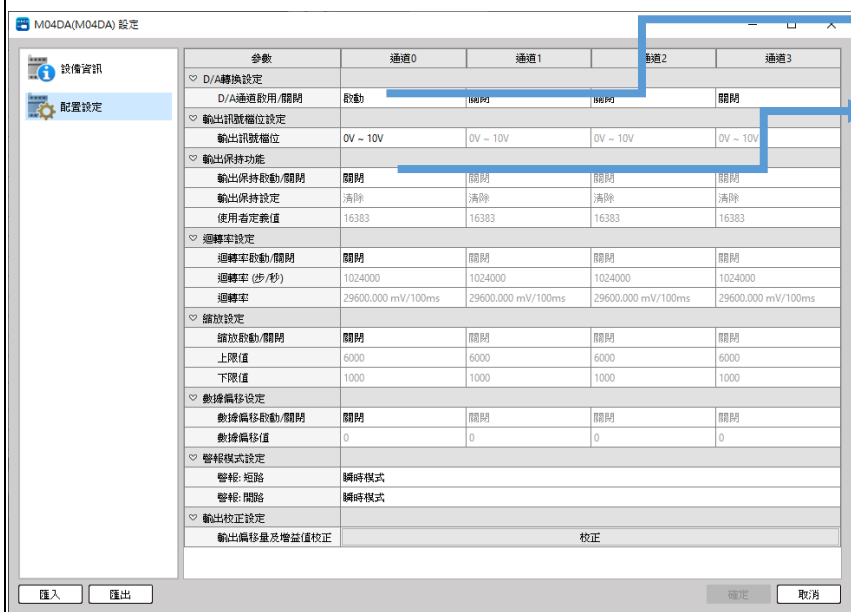 M04DA(M04DA) 設定
設備資訊
配置設定
參數 通道0 通道1 通道2 通道3
D/A轉換設定
D/A通道啟用/關閉 啟動 關閉 關閉 關閉
輸出訊號檔位設定
輸出訊號檔位 0V ~ 10V 0V ~ 10V 0V ~ 10V 0V ~ 10V
輸出保持功能
輸出保持啟動/關閉 關閉 關閉 關閉 關閉
輸出保持設定 清除 清除 清除 清除
使用者定義值 16383 16383 16383 16383
迴轉率設定
迴轉率啟動/關閉 關閉 關閉 關閉 關閉
迴轉率 (步/秒) 1024000 1024000 1024000 1024000
迴轉率 29600.000 mV/100ms 29600.000 mV/100ms 29600.000 mV/100ms 29600.000 mV/100ms
縮放設定
縮放啟動/關閉 關閉 關閉 關閉 關閉
上限值 6000 6000 6000 6000
下限值 1000 1000 1000 1000
數據偏移设定
數據偏移啟動/關閉 關閉 關閉 關閉 關閉
數據偏移值 0 0 0 0
警報模式設定
警報: 短路 瞬時模式
警報: 開路 瞬時模式
輸出校正設定
輸出偏移量及增益值校正 校正
匯入 匯出 確定 取消